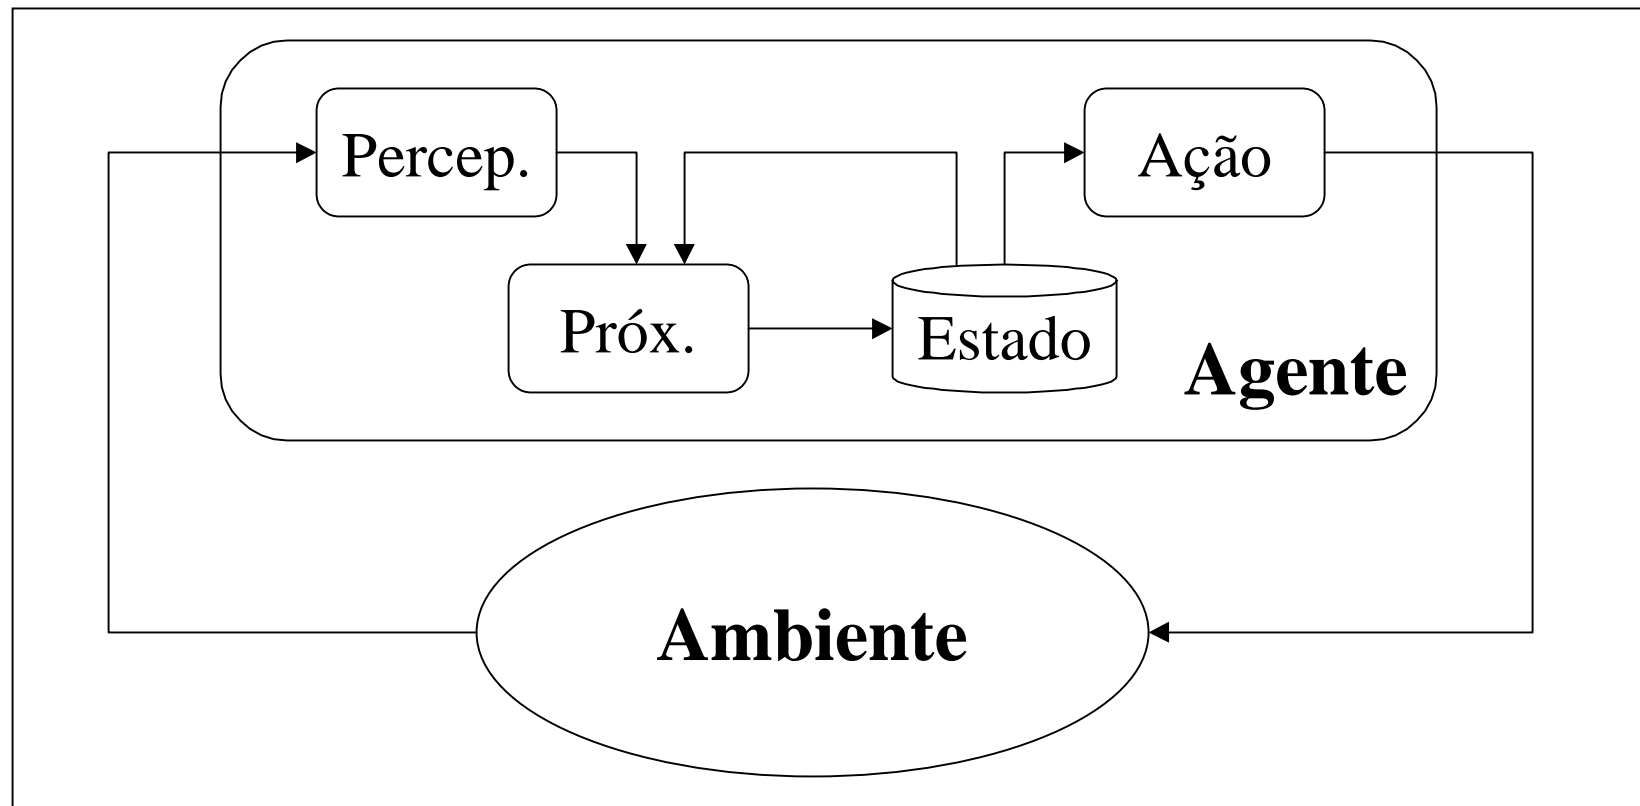 Percep.
Ação
Próx.
Estado
Agente
Ambiente